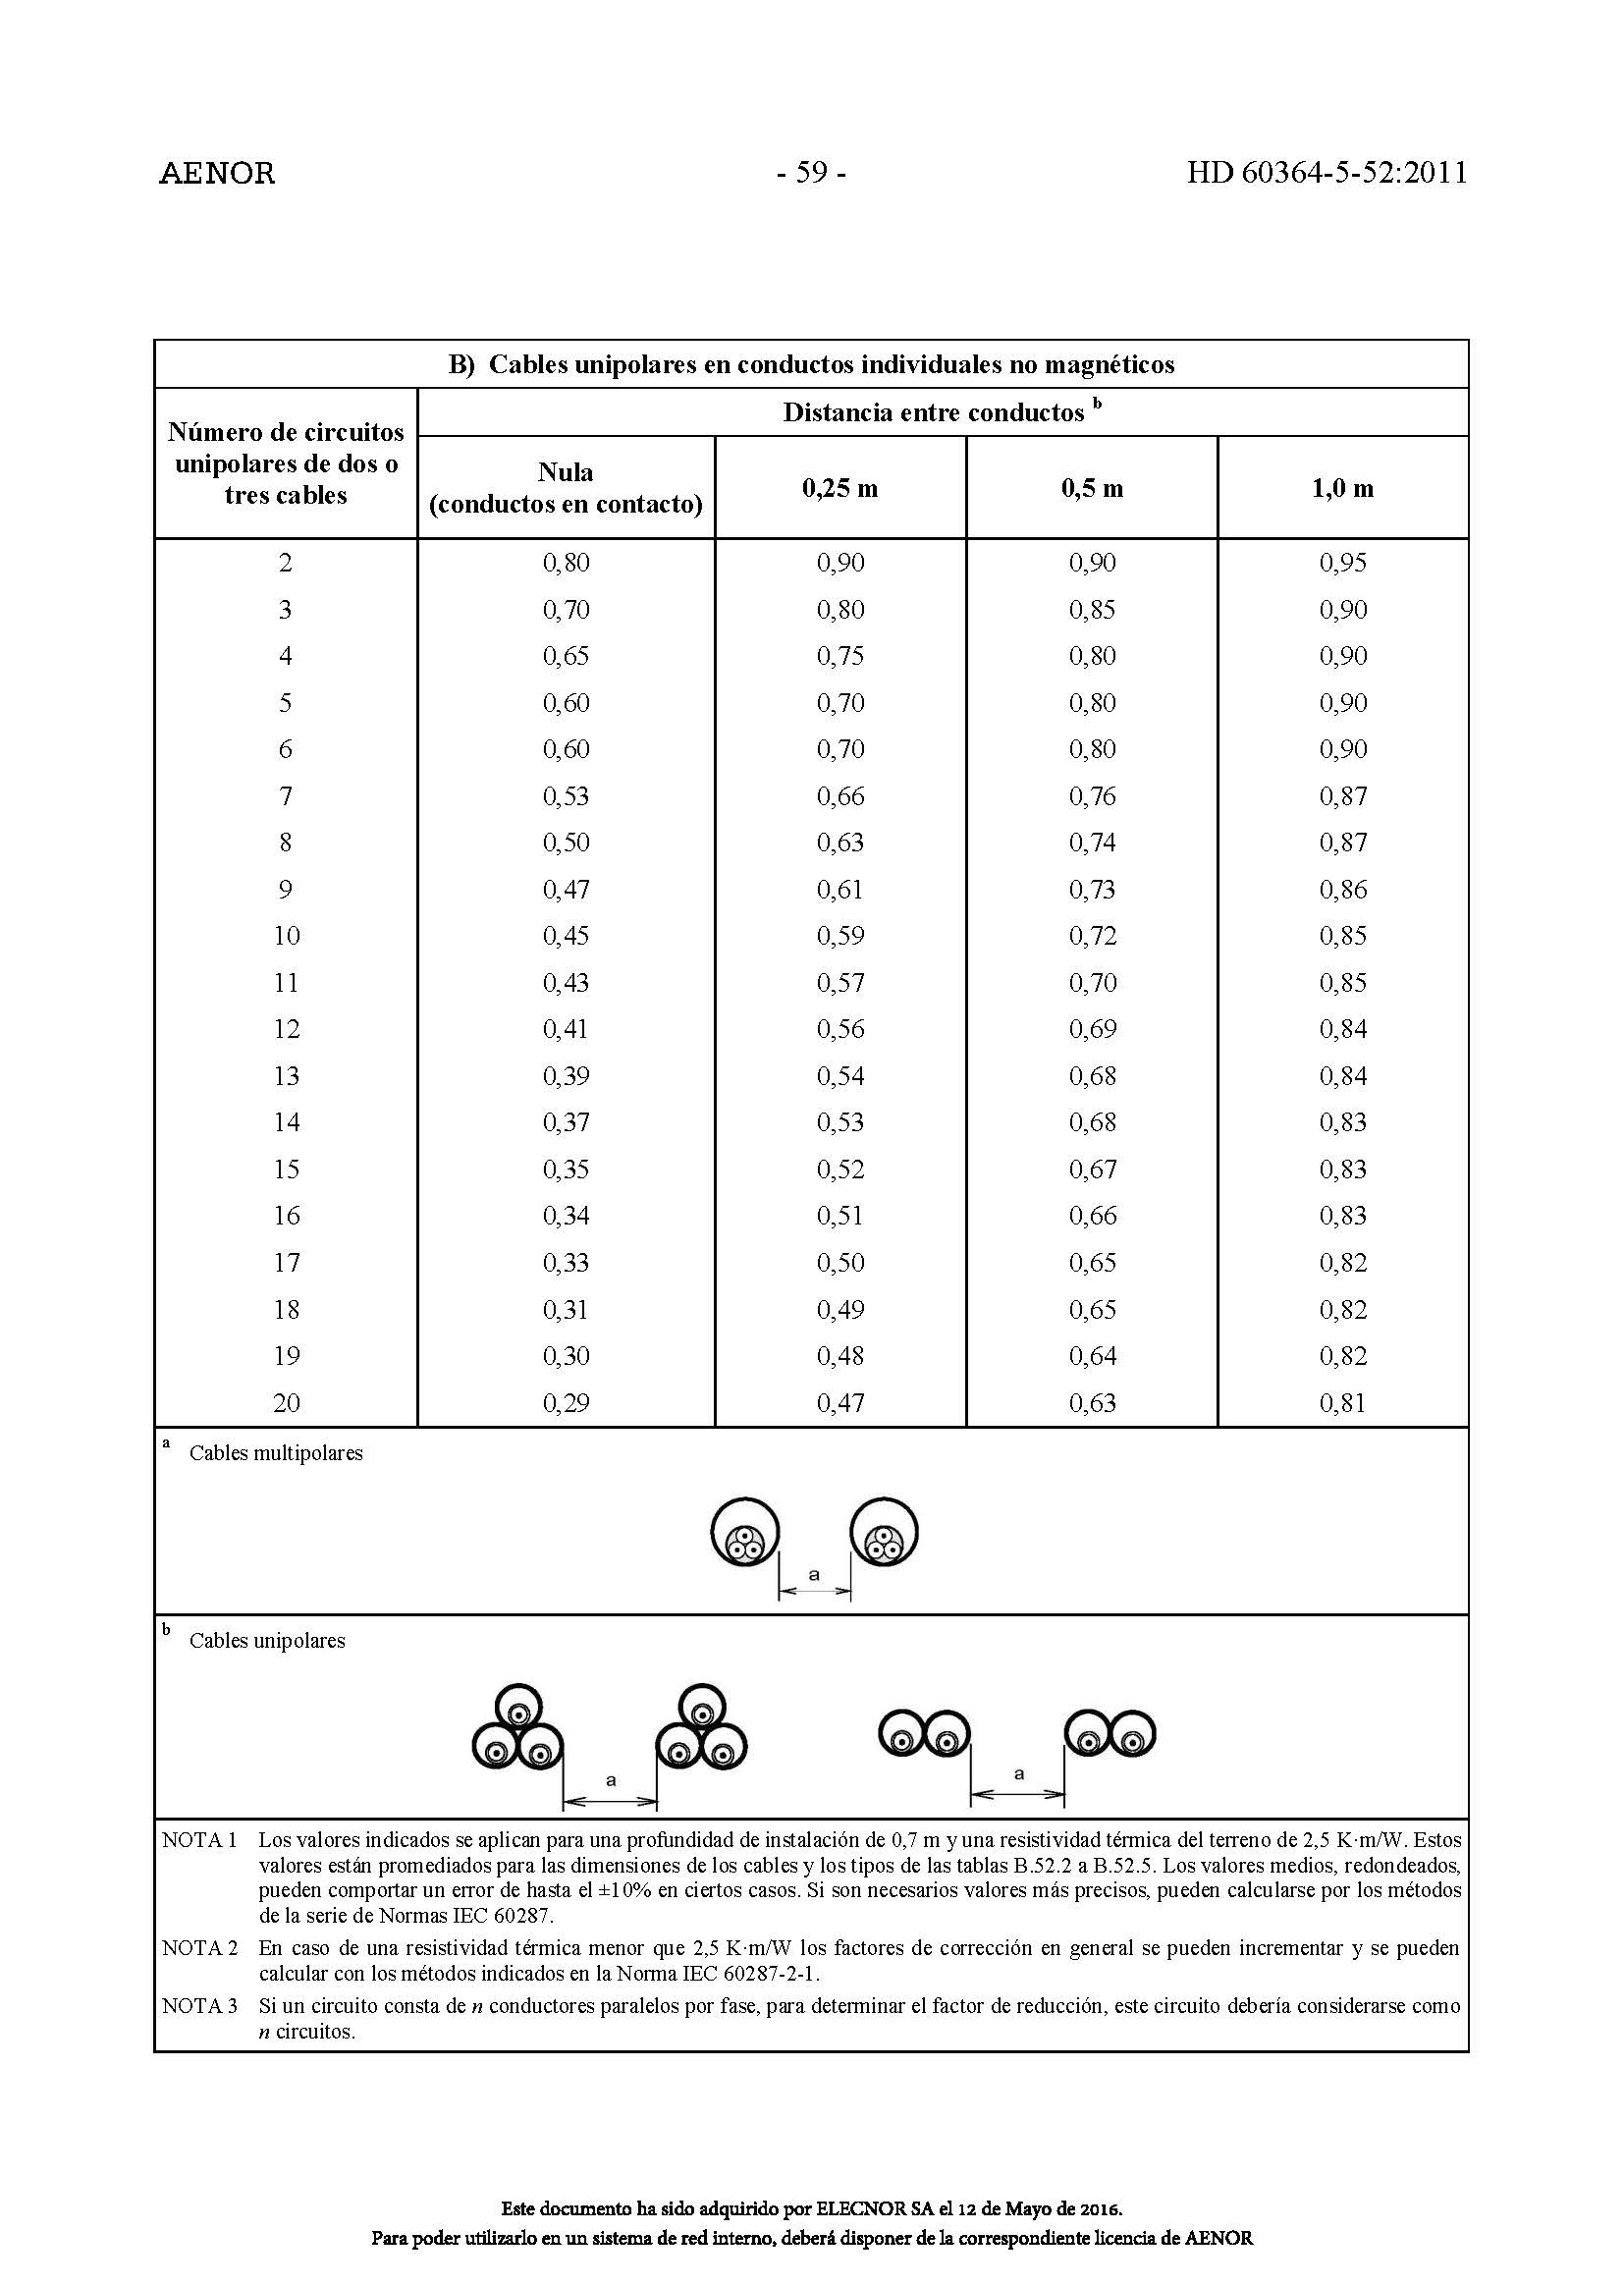 AENOR - 59 - HD 60364-5-52:2011
B) Cables unipolares en conductos individuales no magnéticos
Número de circuitos
unipolares de dos o
tres cables
Distancia entre conductos b
Nula
(conductos en contacto)
0,25 m
0,5 m
1,0 m
2 0,80 0,90 0,90 0,95
3 0,70 0,80 0,85 0,90
4 0,65 0,75 0,80 0,90
5 0,60 0,70 0,80 0,90
6 0,60 0,70 0,80 0,90
7 0,53 0,66 0,76 0,87
8 0,50 0,63 0,74 0,87
9 0,47 0,61 0,73 0,86
10 0,45 0,59 0,72 0,85
11 0,43 0,57 0,70 0,85
12 0,41 0,56 0,69 0,84
13 0,39 0,54 0,68 0,84
14 0,37 0,53 0,68 0,83
15 0,35 0,52 0,67 0,83
16 0,34 0,51 0,66 0,83
17 0,33 0,50 0,65 0,82
18 0,31 0,49 0,65 0,82
19 0,30 0,48 0,64 0,82
20 0,29 0,47 0,63 0,81
a Cables multipolares
a
b Cables unipolares
a a
NOTA 1 Los valores indicados se aplican para una profundidad de instalación de 0,7 m y una resistividad térmica del terreno de 2,5 K·m/W. Estos
valores están promediados para las dimensiones de los cables y los tipos de las tablas B.52.2 a B.52.5. Los valores medios, redondeados,
pueden comportar un error de hasta el ±10% en ciertos casos. Si son necesarios valores más precisos, pueden calcularse por los métodos
de la serie de Normas IEC 60287.
NOTA 2 En caso de una resistividad térmica menor que 2,5 K·m/W los factores de corrección en general se pueden incrementar y se pueden
calcular con los métodos indicados en la Norma IEC 60287-2-1.
NOTA 3 Si un circuito consta de n conductores paralelos por fase, para determinar el factor de reducción, este circuito debería considerarse como
n circuitos.
Este documento ha sido adquirido por ELECNOR SA el 12 de Mayo de 2016.
Para poder utilizarlo en un sistema de red interno, deberá disponer de la correspondiente licencia de AENOR